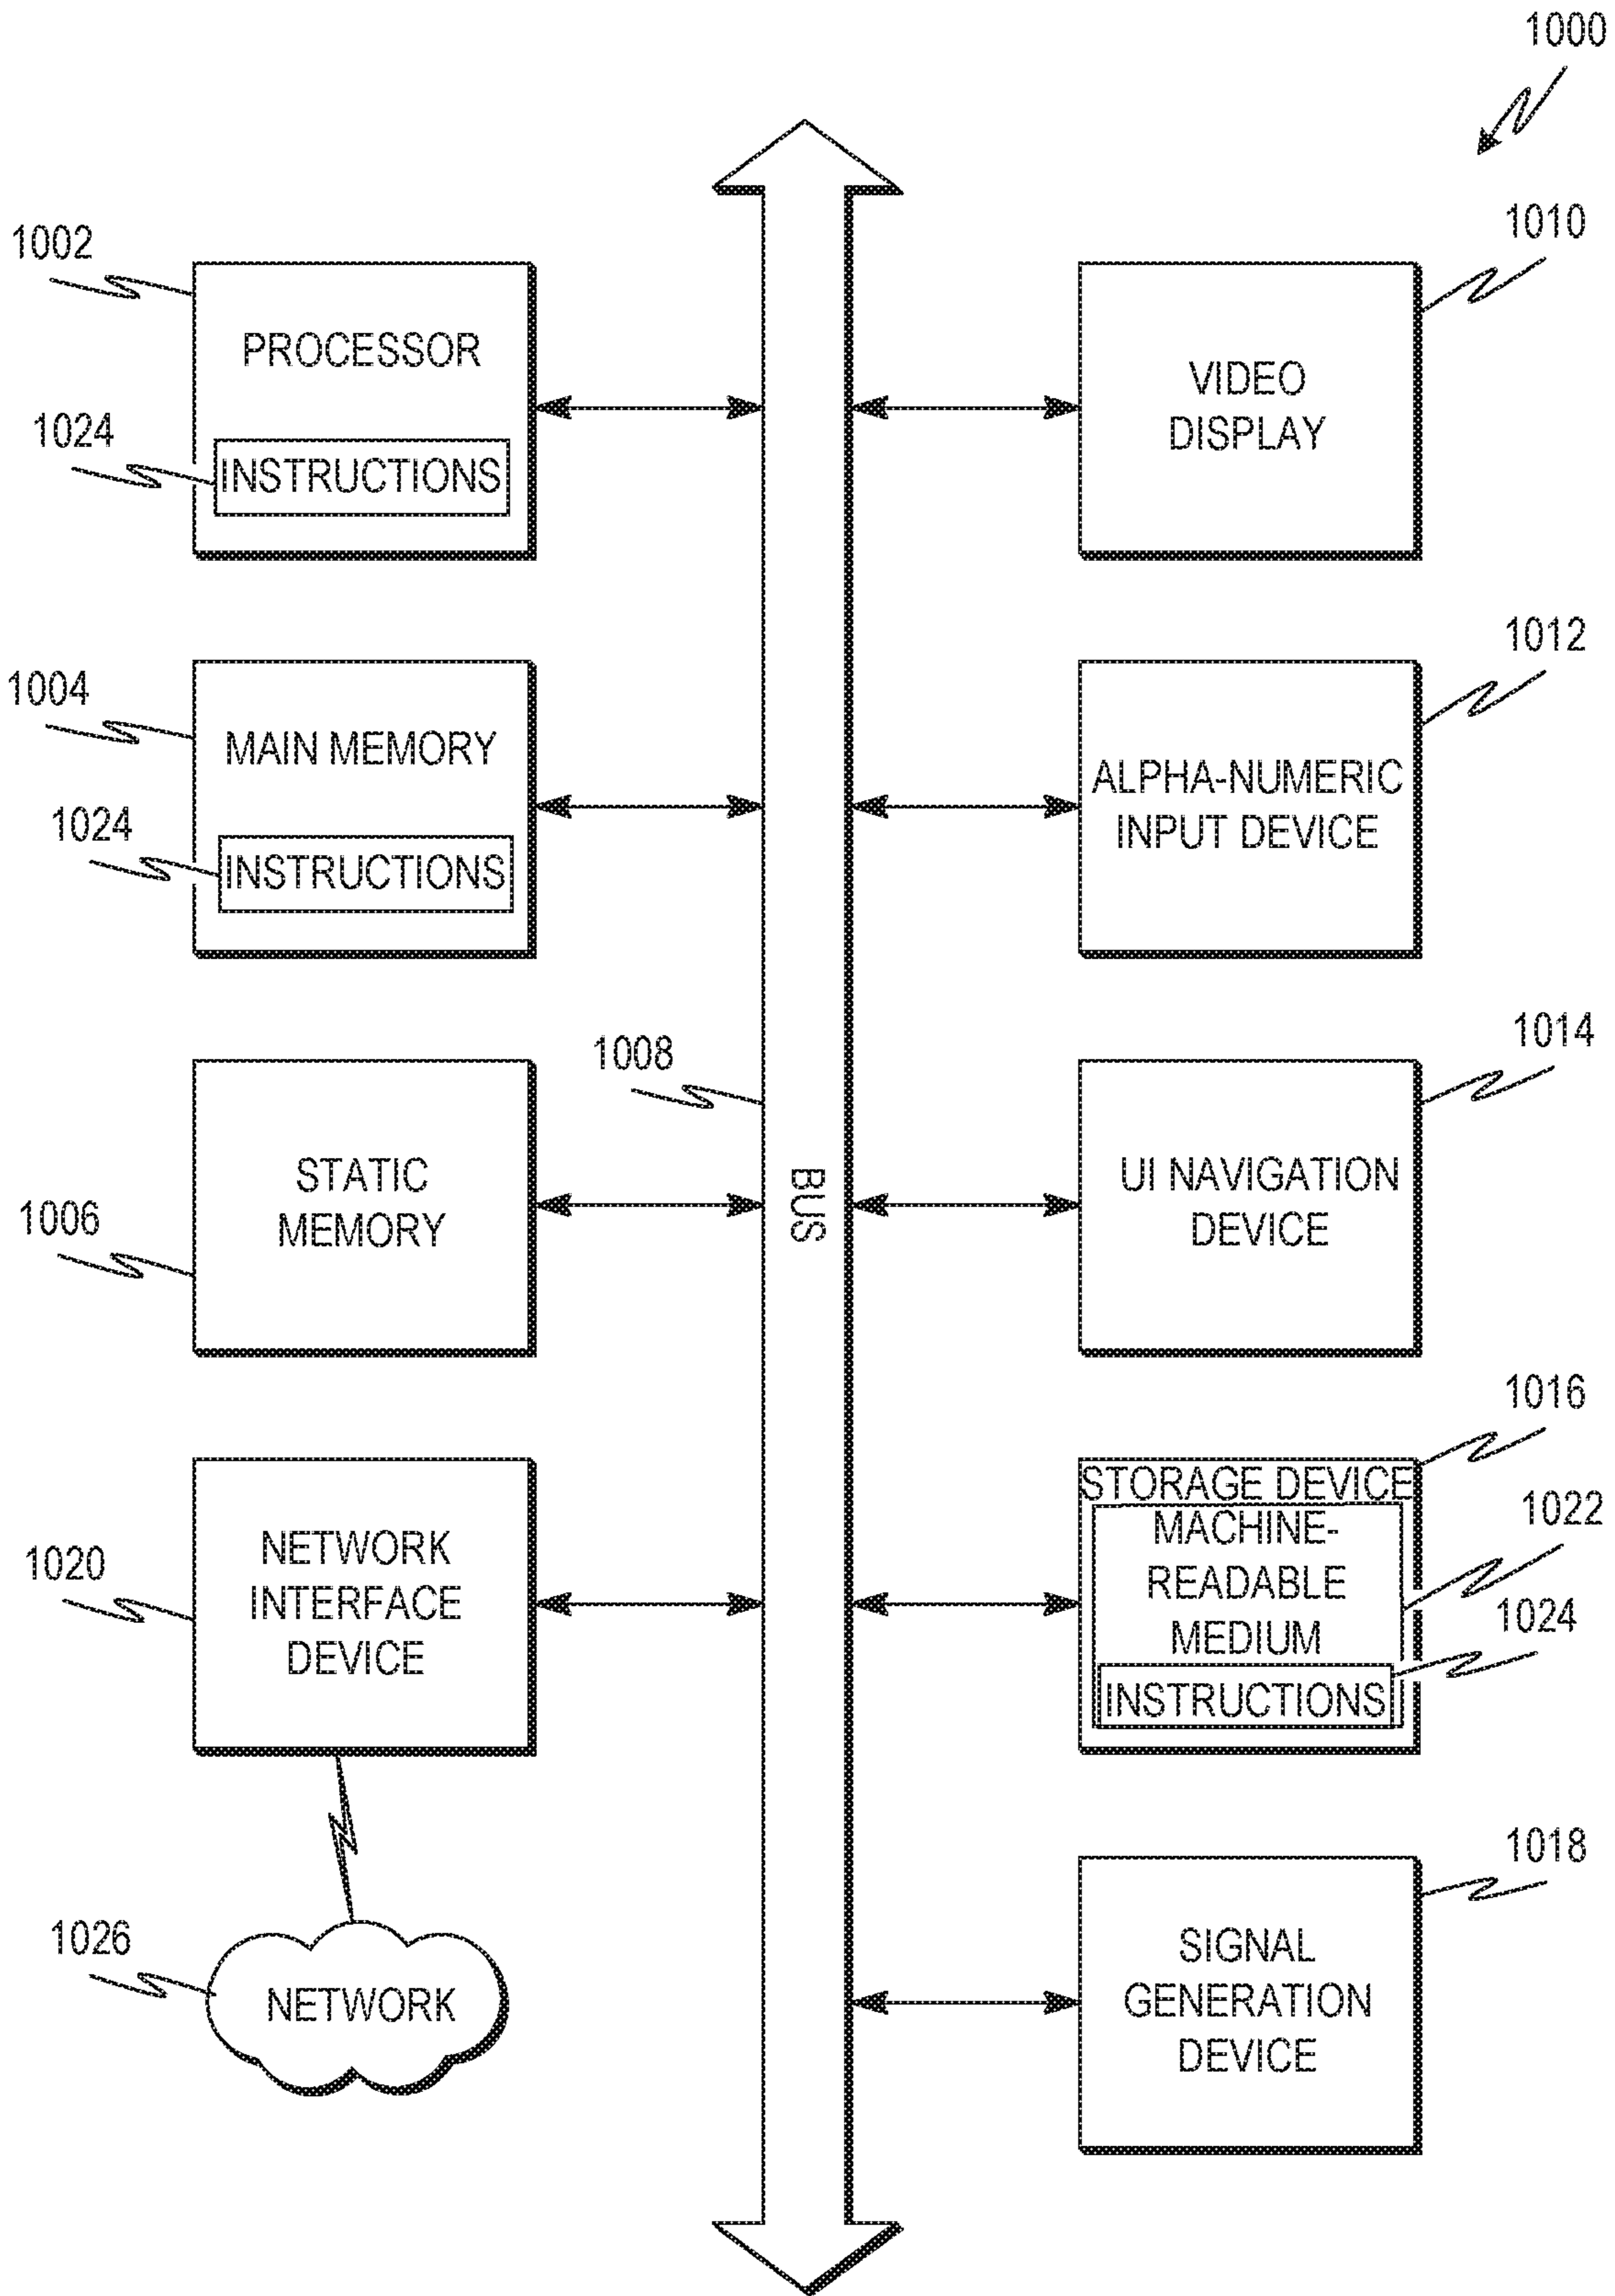 1000
1002
PROCESSOR
1024
INSTRUCTIONS
1010
VIDEO
DISPLAY
1004
MAIN MEMORY
1024
INSTRUCTIONS
1012
ALPHA-NUMERIC
INPUT DEVICE
1006
STATIC
MEMORY
1008
BUS
1014
UI NAVIGATION
DEVICE
1020
NETWORK
INTERFACE
DEVICE
1016
STORAGE DEVICE
1022
MACHINE-
READABLE
MEDIUM
1024
INSTRUCTIONS
1026
NETWORK
1018
SIGNAL
GENERATION
DEVICE